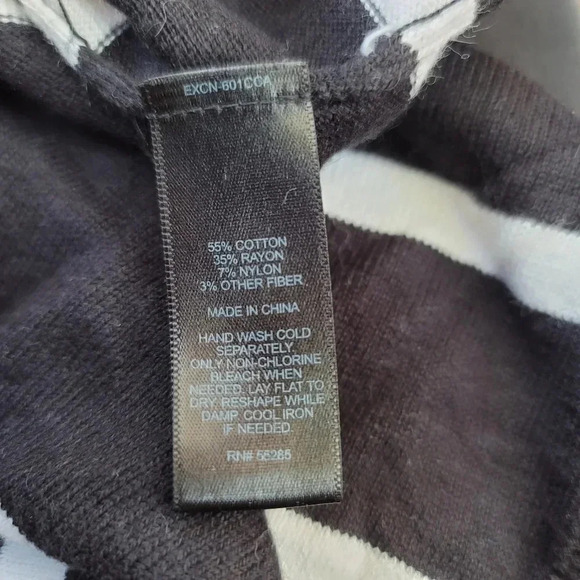 EXCN-601CCA
55% COTTON
35% RAYON
7% NYLON
3% OTHER FIBER
MADE IN CHINA
HAND WASH COLD
SEPARATELY.
ONLY NON-CHLORINE
BLEACH WHEN
NEEDED. LAY FLAT TO
DRY. RESHAPE WHILE
DAMP. COOL IRON
IF NEEDED.
RN# 56285